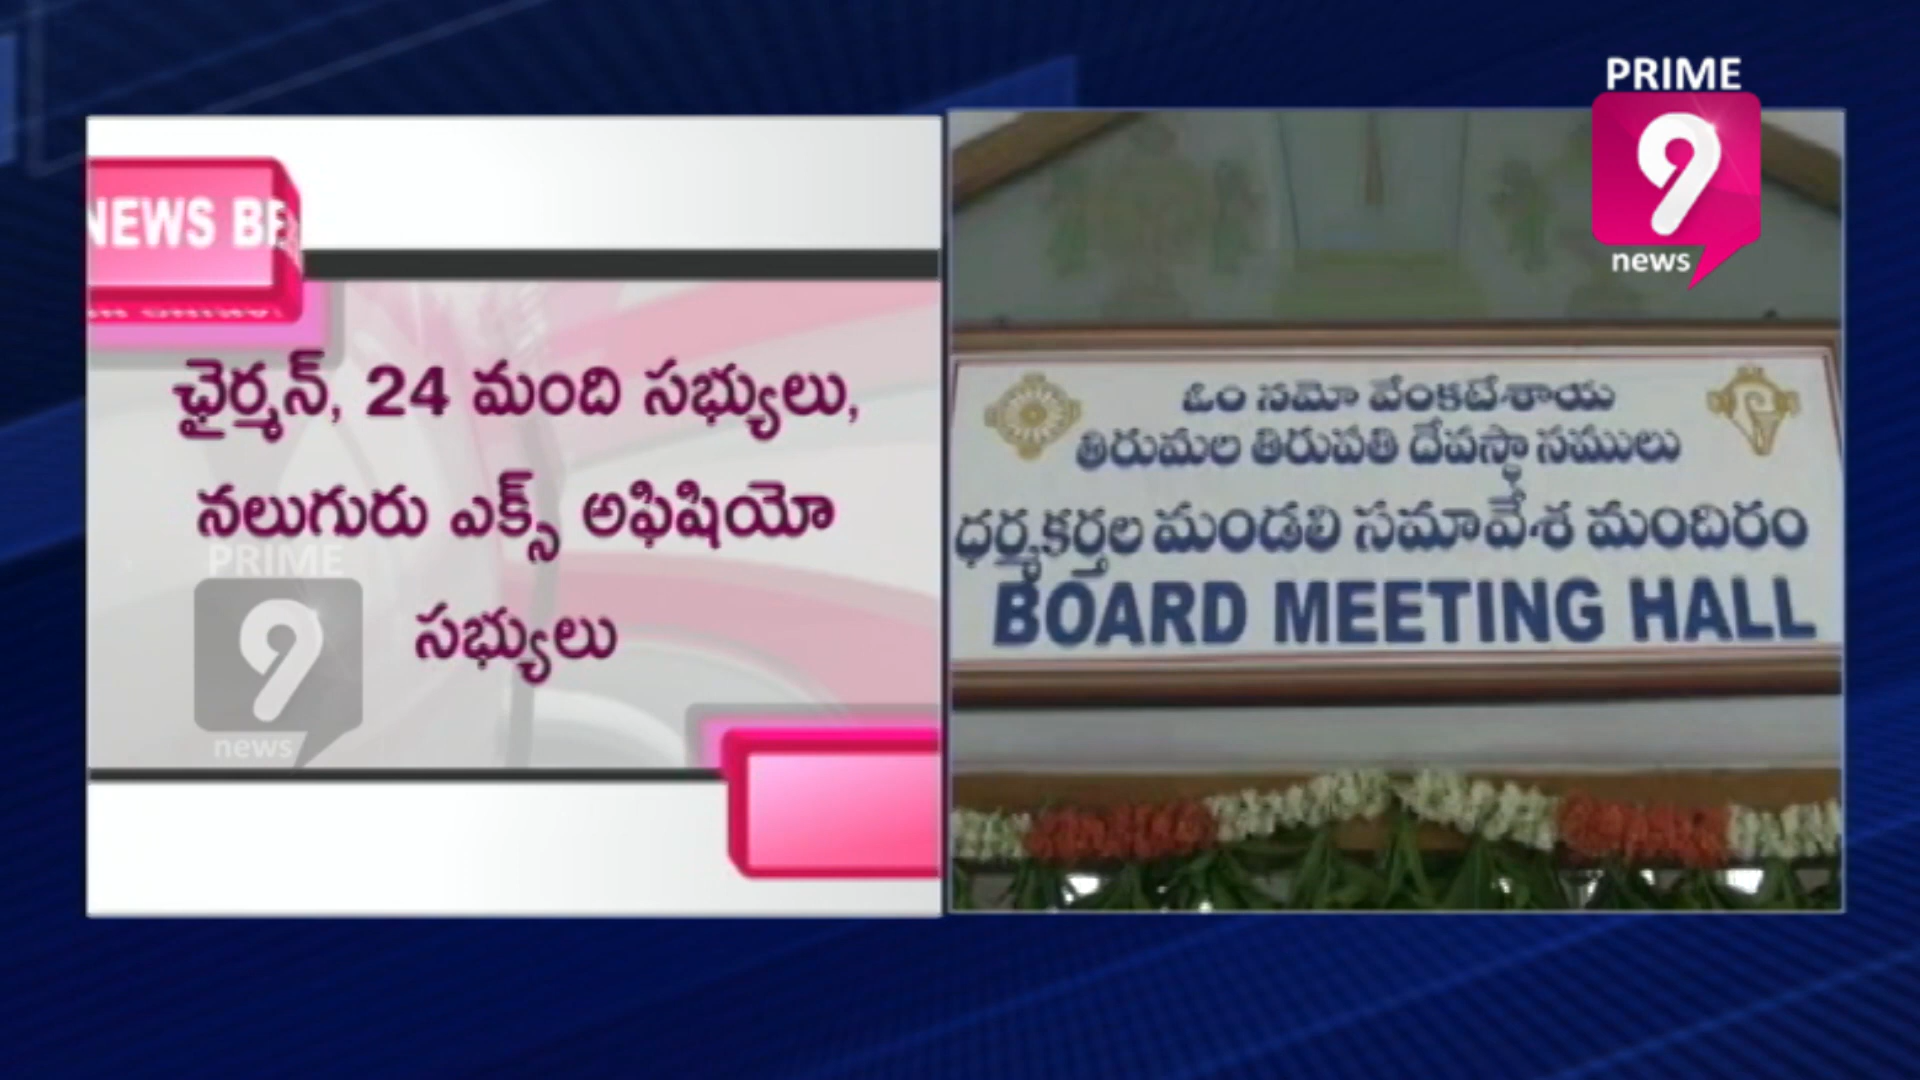 PRIME
9
news
NEWS BR
ఛైర్మన్, 24 మంది సభ్యులు,
నలుగురు ఎక్స్ అఫిషియో
సభ్యులు
PRIME
9
news
ఓం నమో వేంకటేశాయ
తిరుమల తిరుపతి దేవస్థానములు
ధర్మకర్తల మండలి సమావేశ మందిరం
BOARD MEETING HALL